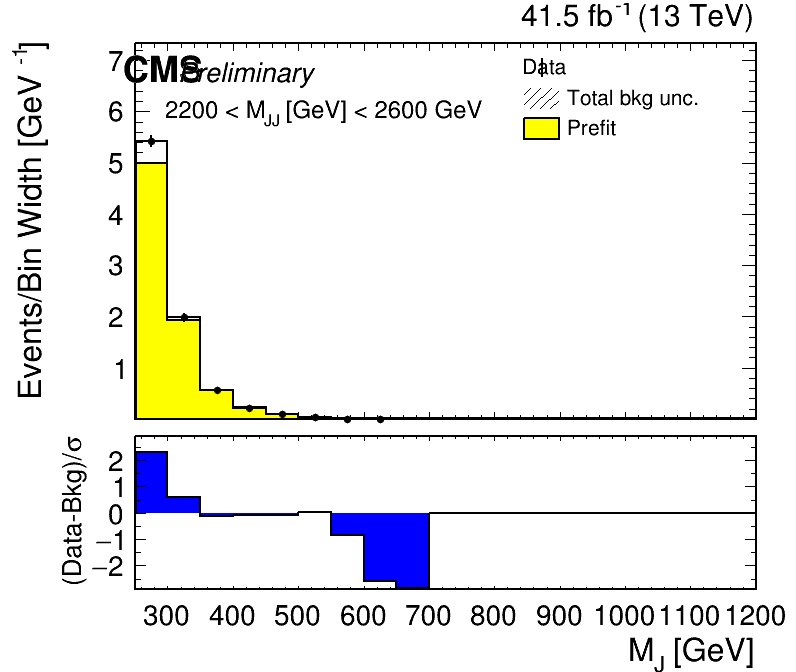 41.5 fb⁻¹ (13 TeV)
CMS Preliminary
2200 < M_JJ [GeV] < 2600 GeV
Data
Total bkg unc.
Prefit
Events/Bin Width [GeV⁻¹]
7
6
5
4
3
2
1
(Data-Bkg)/σ
2
1
0
−1
−2
300 400 500 600 700 800 900 1000 1100 1200
M_J [GeV]